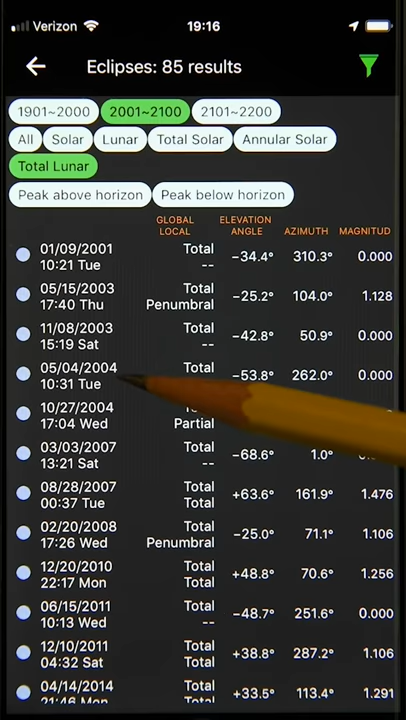 Verizon 19:16
Eclipses: 85 results
1901~2000 2001~2100 2101~2200
All Solar Lunar Total Solar Annular Solar
Total Lunar
Peak above horizon Peak below horizon
GLOBAL ELEVATION
LOCAL ANGLE AZIMUTH MAGNITUD
01/09/2001 Total
10:21 Tue -- −34.4° 310.3° 0.000
05/15/2003 Total
17:40 Thu Penumbral −25.2° 104.0° 1.128
11/08/2003 Total
15:19 Sat -- −42.8° 50.9° 0.000
05/04/2004 Total
10:31 Tue −53.8° 262.0° 0.000
10/27/2004
17:04 Wed Partial
03/03/2007 Total
13:21 Sat -- −68.6° 1.0°
08/28/2007 Total
00:37 Tue Total +63.6° 161.9° 1.476
02/20/2008 Total
17:26 Wed Penumbral −25.0° 71.1° 1.106
12/20/2010 Total
22:17 Mon Total +48.8° 70.6° 1.256
06/15/2011 Total
10:13 Wed -- −48.7° 251.6° 0.000
12/10/2011 Total
04:32 Sat Total +38.8° 287.2° 1.106
04/14/2014 Total
21:46 Mon Total +33.5° 113.4° 1.291